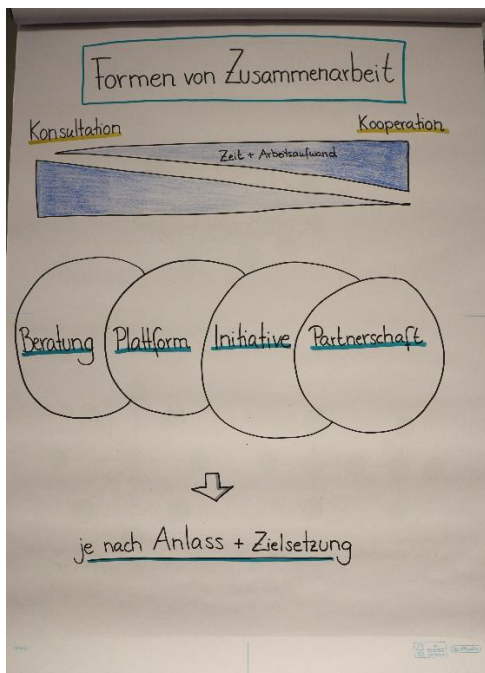 Formen von Zusammenarbeit
Konsultation
Kooperation
Zeit + Arbeitsaufwand
Beratung Plattform Initiative Partnerschaft
je nach Anlass + Zielsetzung